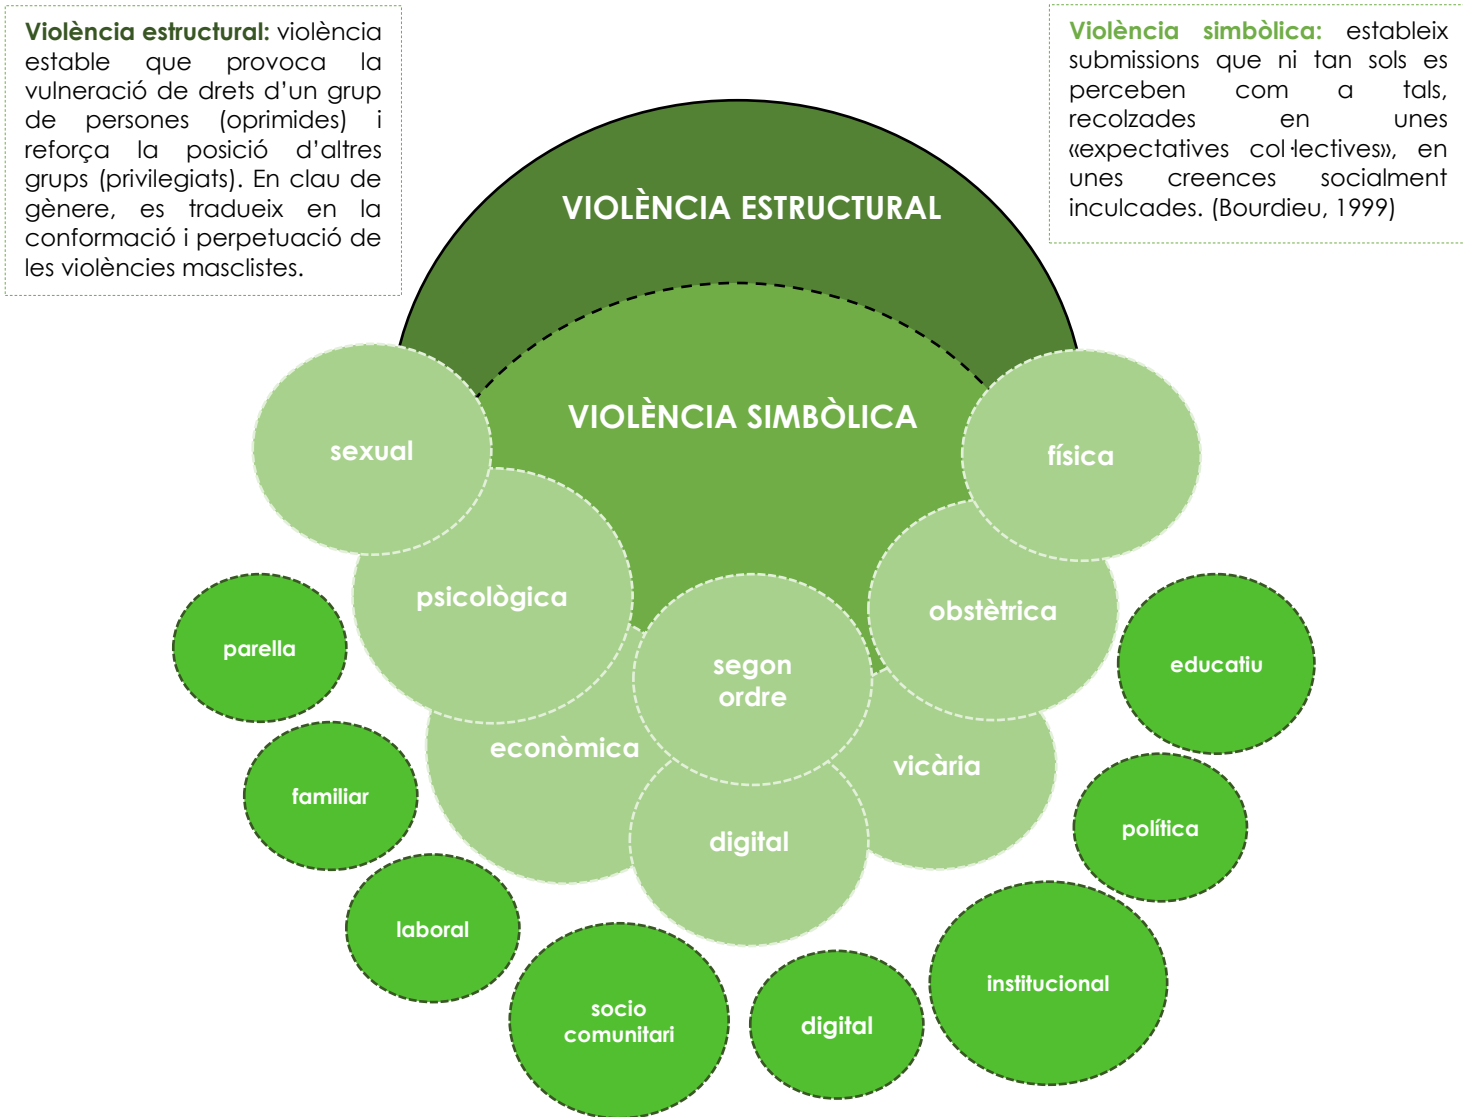 Violència estructural: violència
estable que provoca la
vulneració de drets d’un grup
de persones (oprimides) i
reforça la posició d’altres
grups (privilegiats). En clau de
gènere, es tradueix en la
conformació i perpetuació de
les violències masclistes.
Violència simbòlica: estableix
submissions que ni tan sols es
perceben com a tals,
recolzades en unes
«expectatives col·lectives», en
unes creences socialment
inculcades. (Bourdieu, 1999)
VIOLÈNCIA ESTRUCTURAL
VIOLÈNCIA SIMBÒLICA
sexual
física
psicològica
obstètrica
segon
ordre
econòmica
vicària
digital
parella
educatiu
familiar
política
laboral
institucional
socio
comunitari
digital